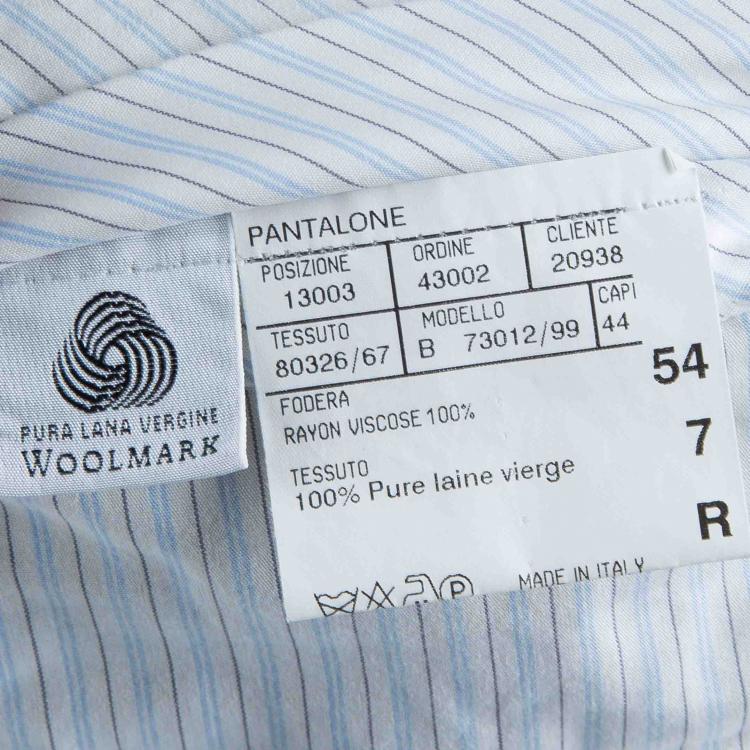 PURA LANA VERGINE
WOOLMARK
PANTALONE
POSIZIONE
13003
ORDINE
43002
CLIENTE
20938
TESSUTO
80326/67
MODELLO
B 73012/99
CAPI
44
54
7
R
FODERA
RAYON VISCOSE 100%
TESSUTO
100% Pure laine vierge
P
MADE IN ITALY